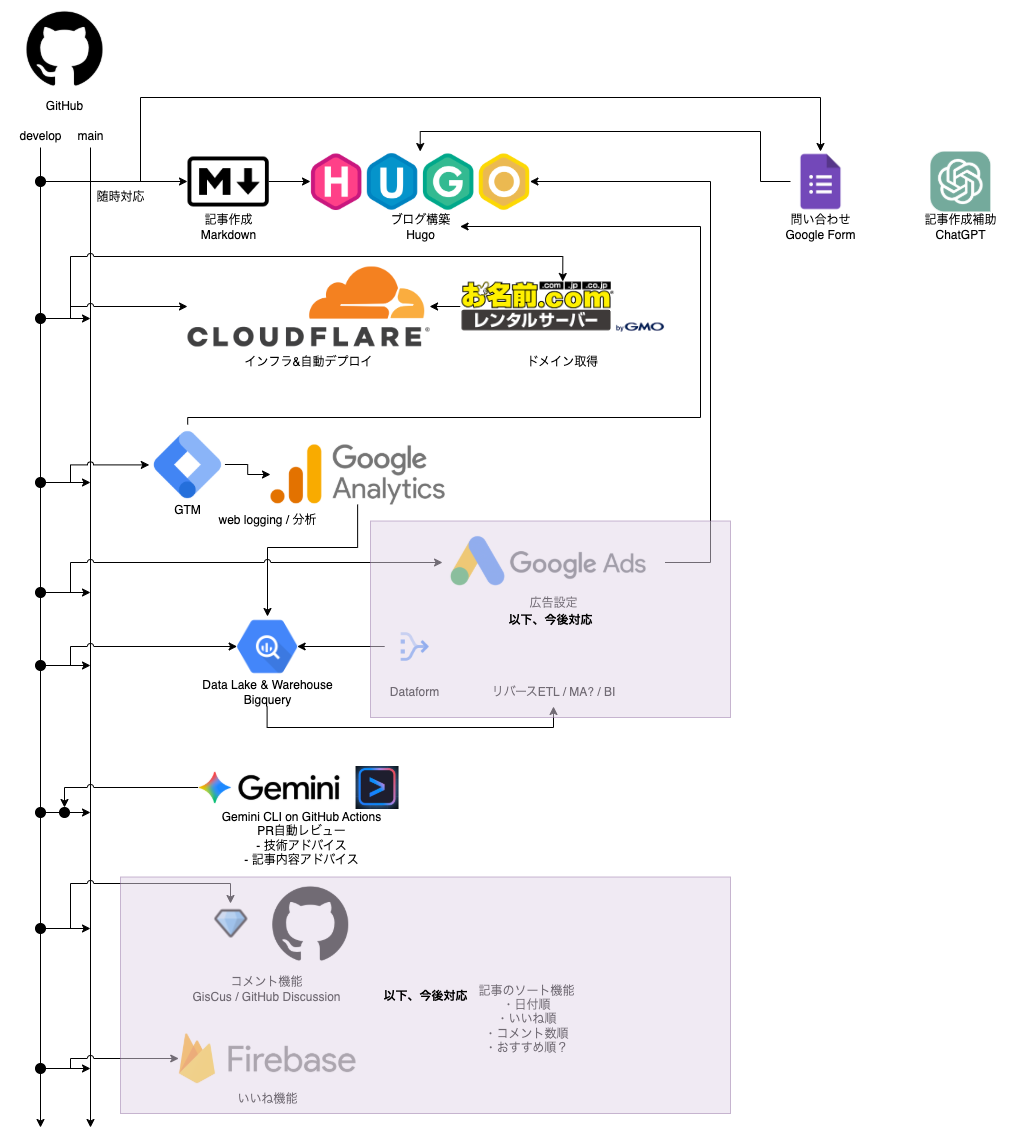 GitHub
develop
main
随時対応
M
記事作成
Markdown
HUGO
ブログ構築
Hugo
問い合わせ
Google Form
記事作成補助
ChatGPT
CLOUDFLARE®
インフラ&自動デプロイ
お名前.com
.com .jp .co.jp
レンタルサーバー
by GMO
ドメイン取得
GTM
Google
Analytics
web logging / 分析
Google Ads
広告設定
以下、今後対応
Data Lake & Warehouse
Bigquery
Dataform
リバースETL / MA? / BI
Gemini
Gemini CLI on GitHub Actions
PR自動レビュー
- 技術アドバイス
- 記事内容アドバイス
コメント機能
GisCus / GitHub Discussion
以下、今後対応
記事のソート機能
・日付順
・いいね順
・コメント数順
・おすすめ順？
Firebase
いいね機能